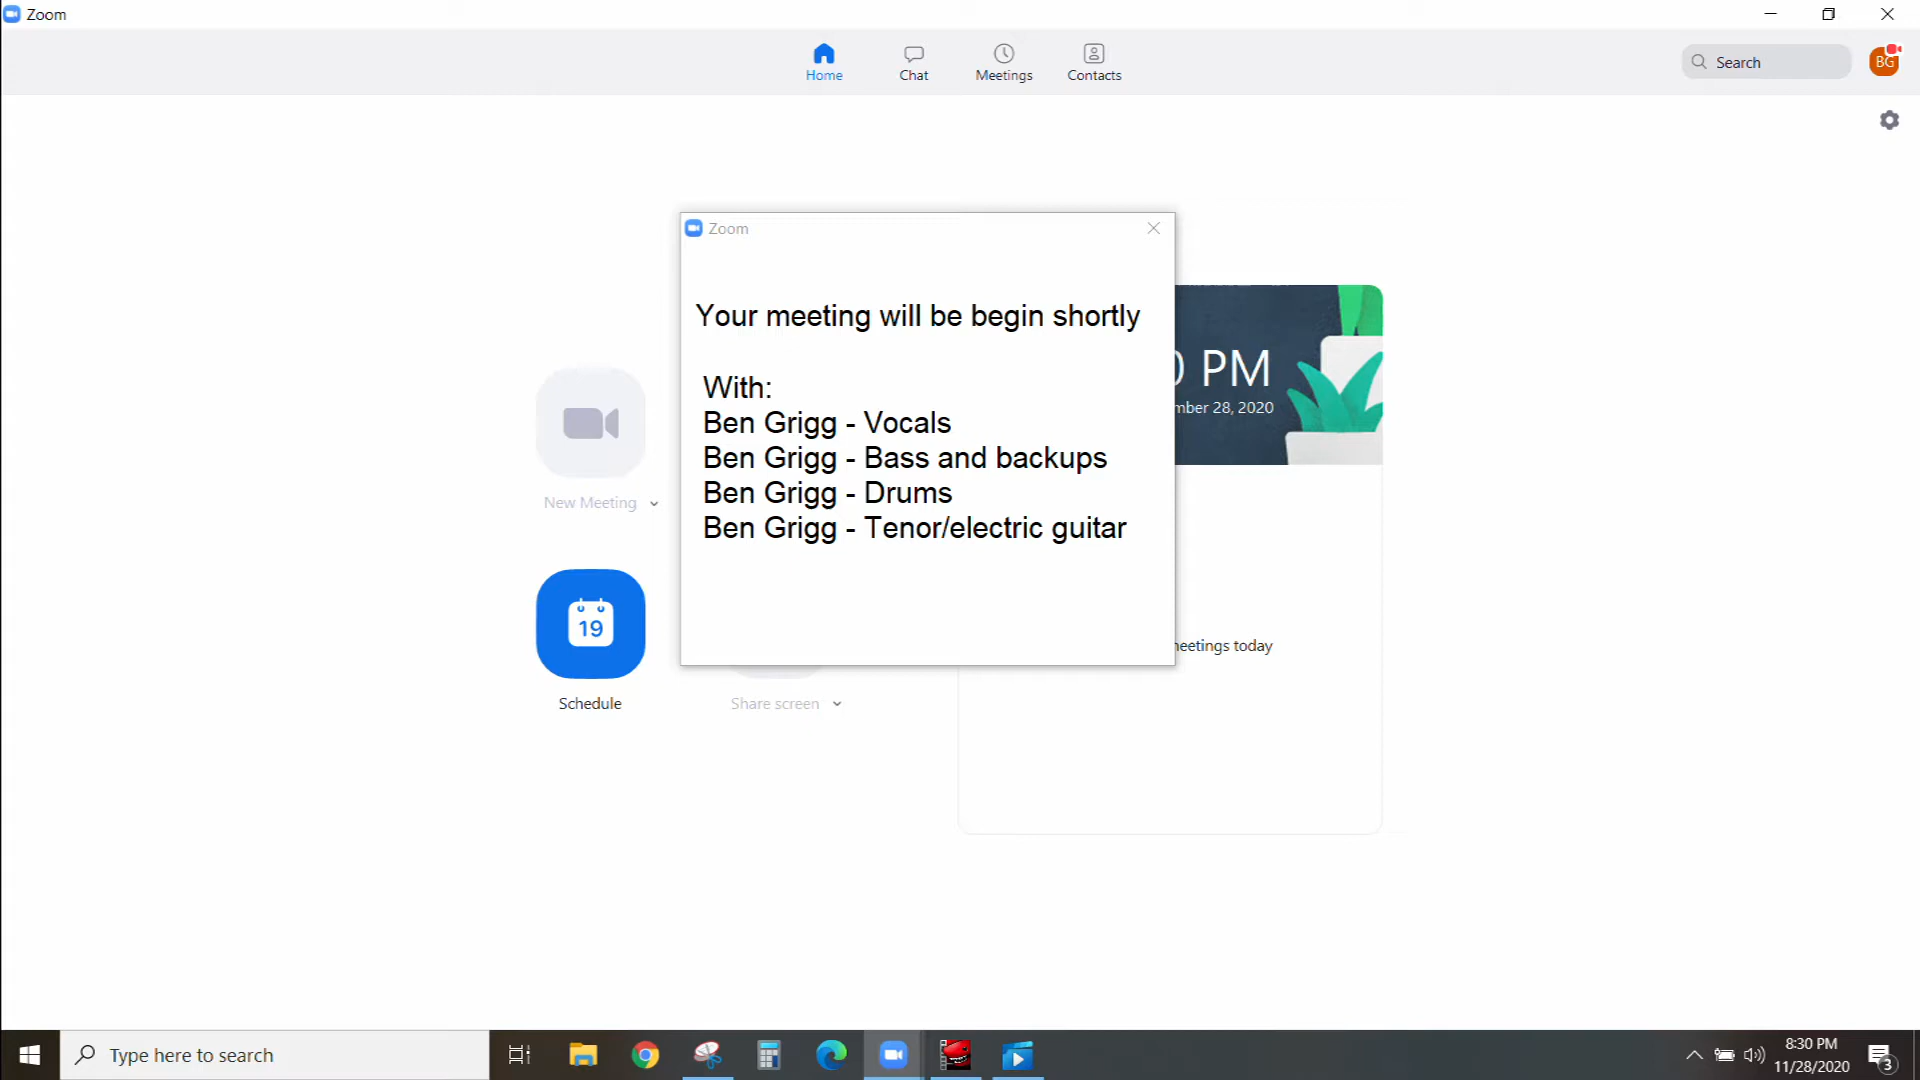 Zoom
Home
Chat
Meetings
Contacts
Search
BG
Zoom
Your meeting will be begin shortly
With:
Ben Grigg - Vocals
Ben Grigg - Bass and backups
Ben Grigg - Drums
Ben Grigg - Tenor/electric guitar
PM
28, 2020
New Meeting
19
Schedule
Share screen
today
Type here to search
8:30 PM
11/28/2020
3